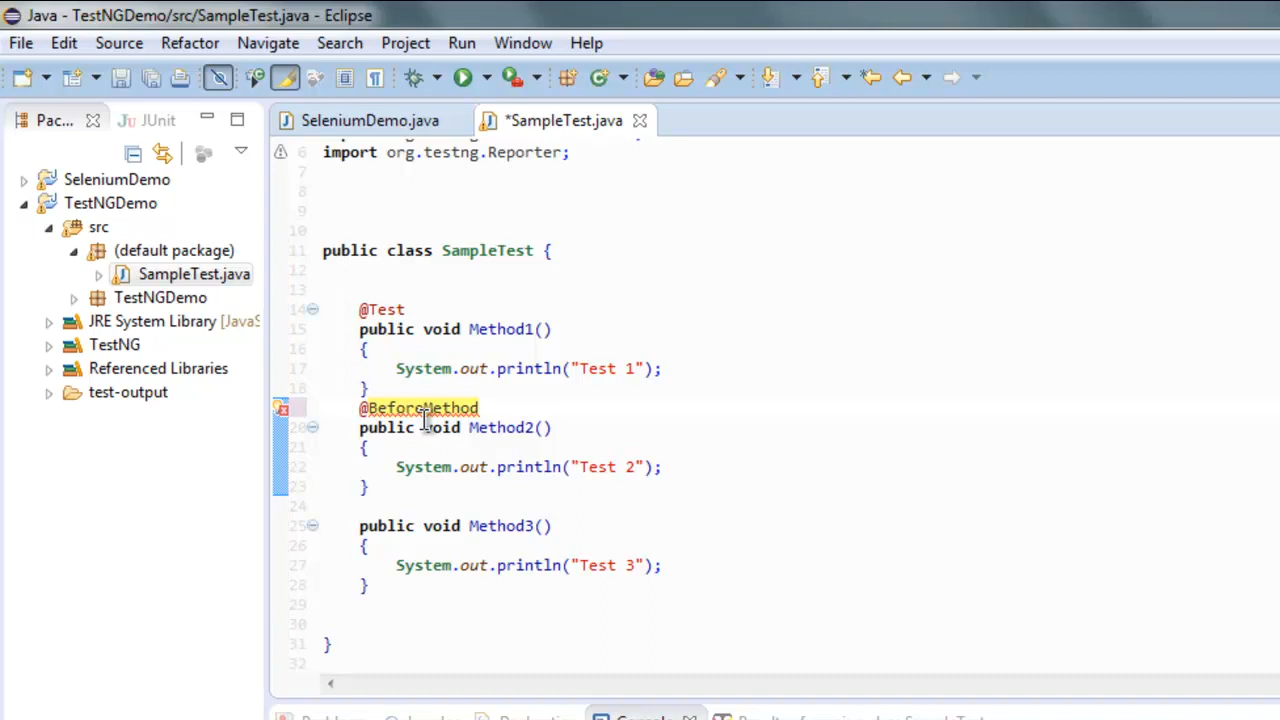 Java - TestNGDemo/src/SampleTest.java - Eclipse
File Edit Source Refactor Navigate Search Project Run Window Help
Pac... JUnit
SeleniumDemo.java *SampleTest.java
SeleniumDemo
TestNGDemo
src
(default package)
SampleTest.java
TestNGDemo
JRE System Library [JavaS
TestNG
Referenced Libraries
test-output
6 import org.testng.Reporter;
7
8
9
10
11 public class SampleTest {
12
13
14 @Test
15 public void Method1()
16 {
17 System.out.println("Test 1");
18 }
@BeforeMethod
20 public void Method2()
21 {
22 System.out.println("Test 2");
23 }
24
25 public void Method3()
26 {
27 System.out.println("Test 3");
28 }
29
30
31 }
32
Console